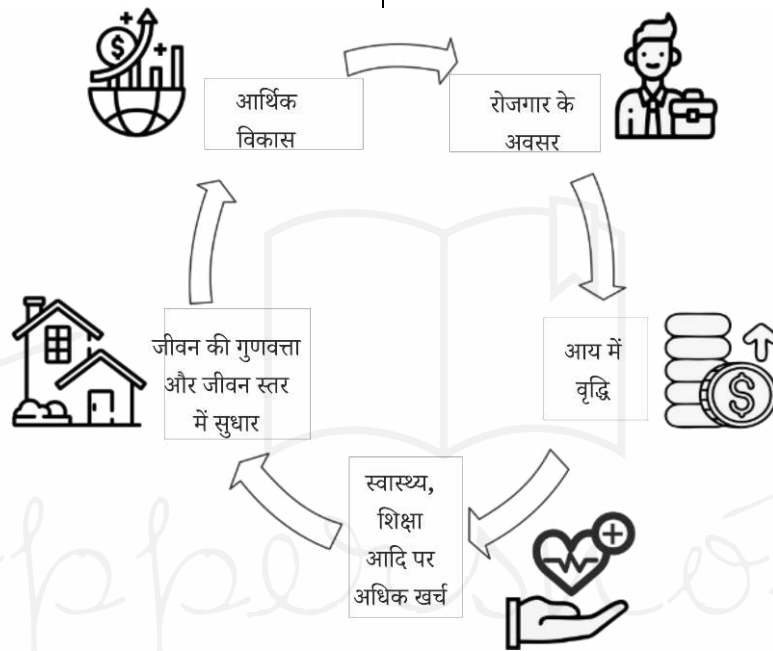 आर्थिक
विकास
रोजगार के
अवसर
आय में
वृद्धि
स्वास्थ्य,
शिक्षा
आदि पर
अधिक खर्च
जीवन की गुणवत्ता
और जीवन स्तर
में सुधार